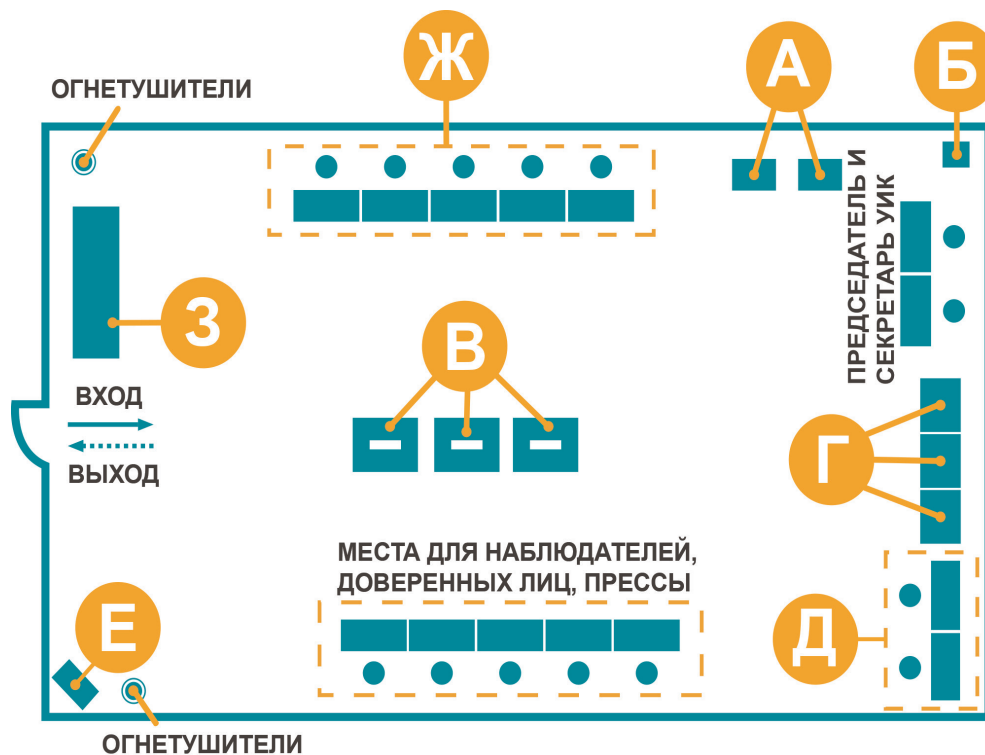 Ж
А
Б
ОГНЕТУШИТЕЛИ
ПРЕДСЕДАТЕЛЬ И
СЕКРЕТАРЬ УИК
З
В
ВХОД
ВЫХОД
Г
МЕСТА ДЛЯ НАБЛЮДАТЕЛЕЙ,
ДОВЕРЕННЫХ ЛИЦ, ПРЕССЫ
Е
Д
ОГНЕТУШИТЕЛИ